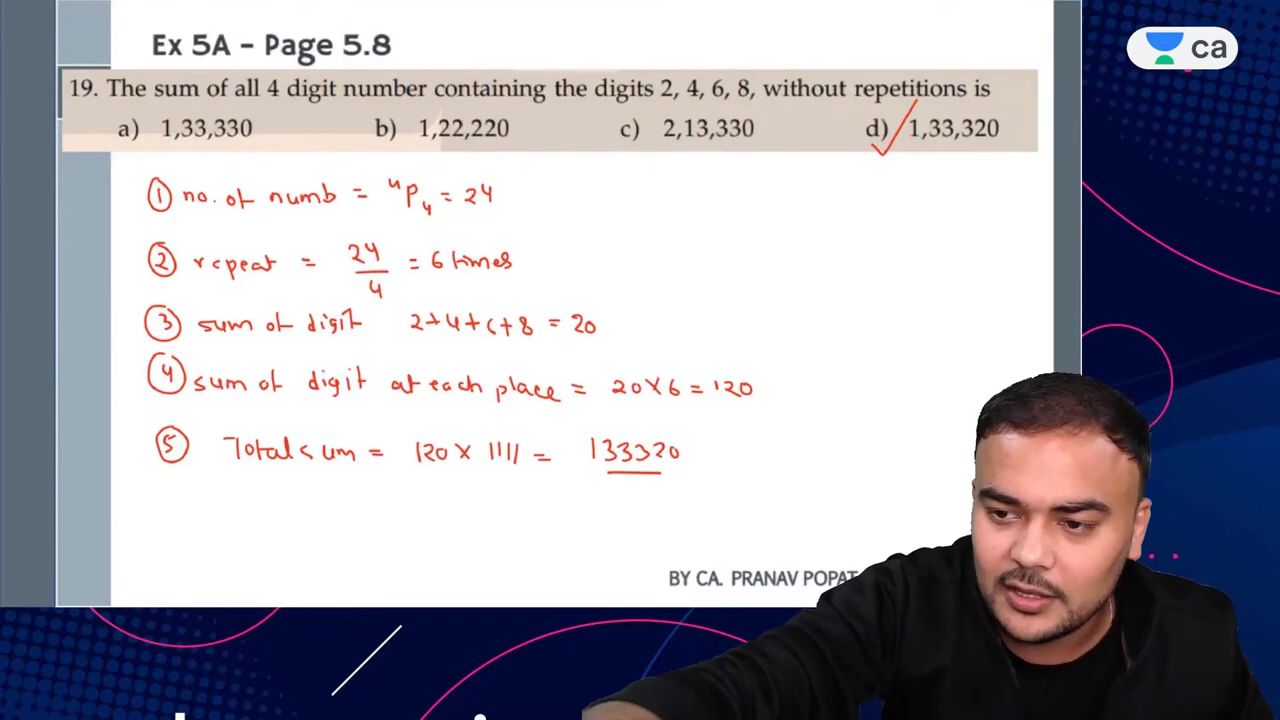 Ex 5A - Page 5.8
ca
19. The sum of all 4 digit number containing the digits 2, 4, 6, 8, without repetitions is
a) 1,33,330 b) 1,22,220 c) 2,13,330 d) 1,33,320
① no. of numb = ⁴P₄ = 24
② repeat = 24/4 = 6 times
③ sum of digit 2+4+6+8 = 20
④ sum of digit at each place = 20×6 = 120
⑤ Total sum = 120 × 1111 = 133320
BY CA. PRANAV POPAT